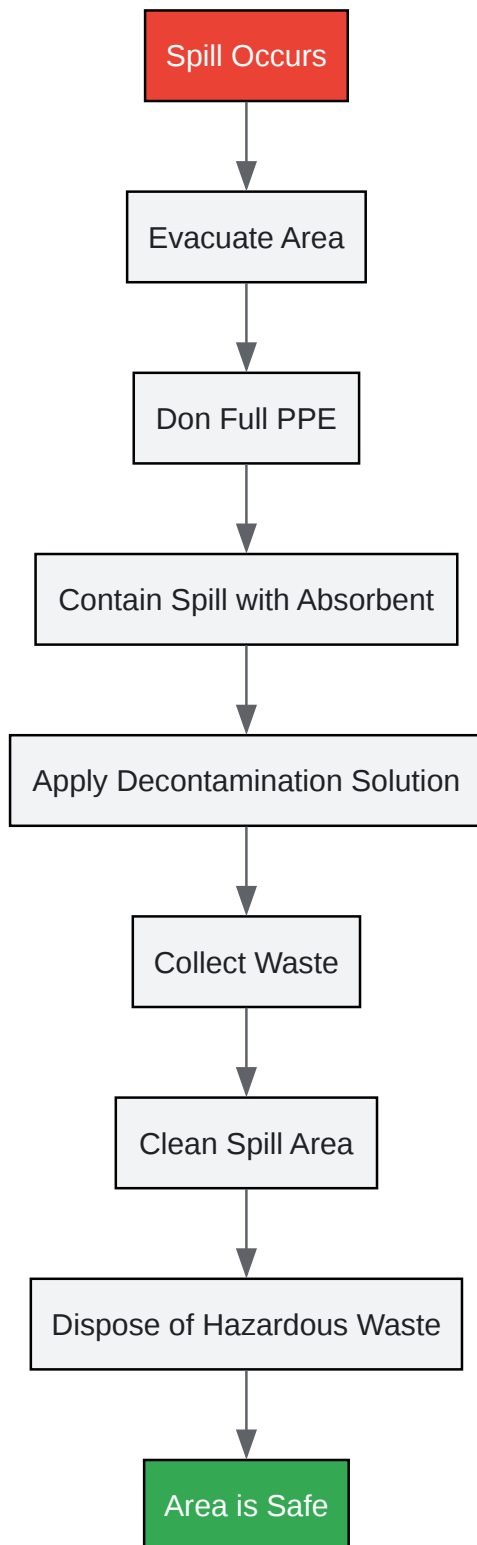 Spill Occurs
Evacuate Area
Don Full PPE
Contain Spill with Absorbent
Apply Decontamination Solution
Collect Waste
Clean Spill Area
Dispose of Hazardous Waste
Area is Safe